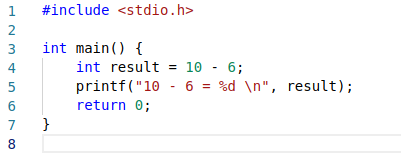 1 #include <stdio.h>
2
3 int main() {
4     int result = 10 - 6;
5     printf("10 - 6 = %d \n", result);
6     return 0;
7 }
8